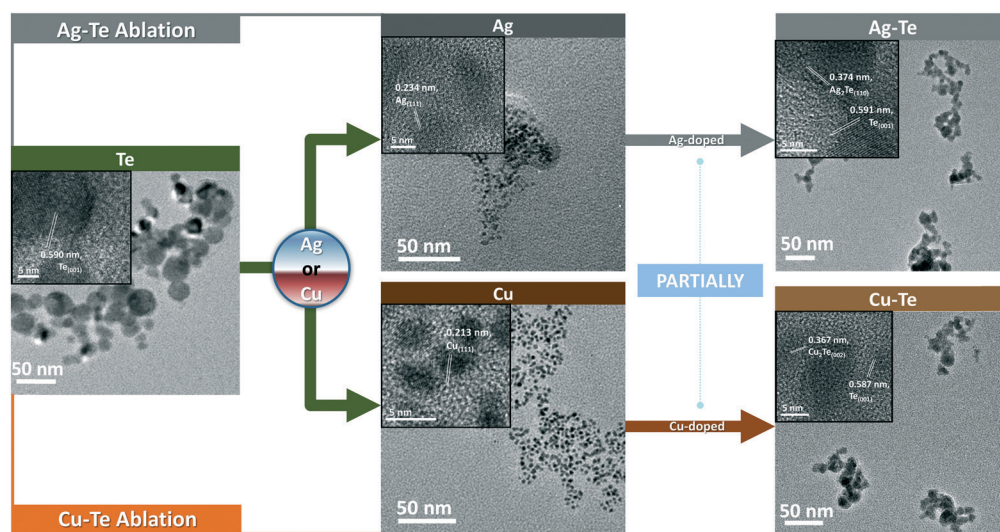 Ag-Te Ablation
Te
0.590 nm,
Te(001)
5 nm
50 nm
Cu-Te Ablation
Ag
or
Cu
Ag
0.234 nm,
Ag(111)
5 nm
50 nm
Cu
0.213 nm,
Cu(111)
5 nm
50 nm
Ag-doped
PARTIALLY
Cu-doped
Ag-Te
0.374 nm,
Ag₂Te(110)
0.591 nm,
Te(001)
5 nm
50 nm
Cu-Te
0.367 nm,
Cu₂Te(002)
0.587 nm,
Te(001)
5 nm
50 nm